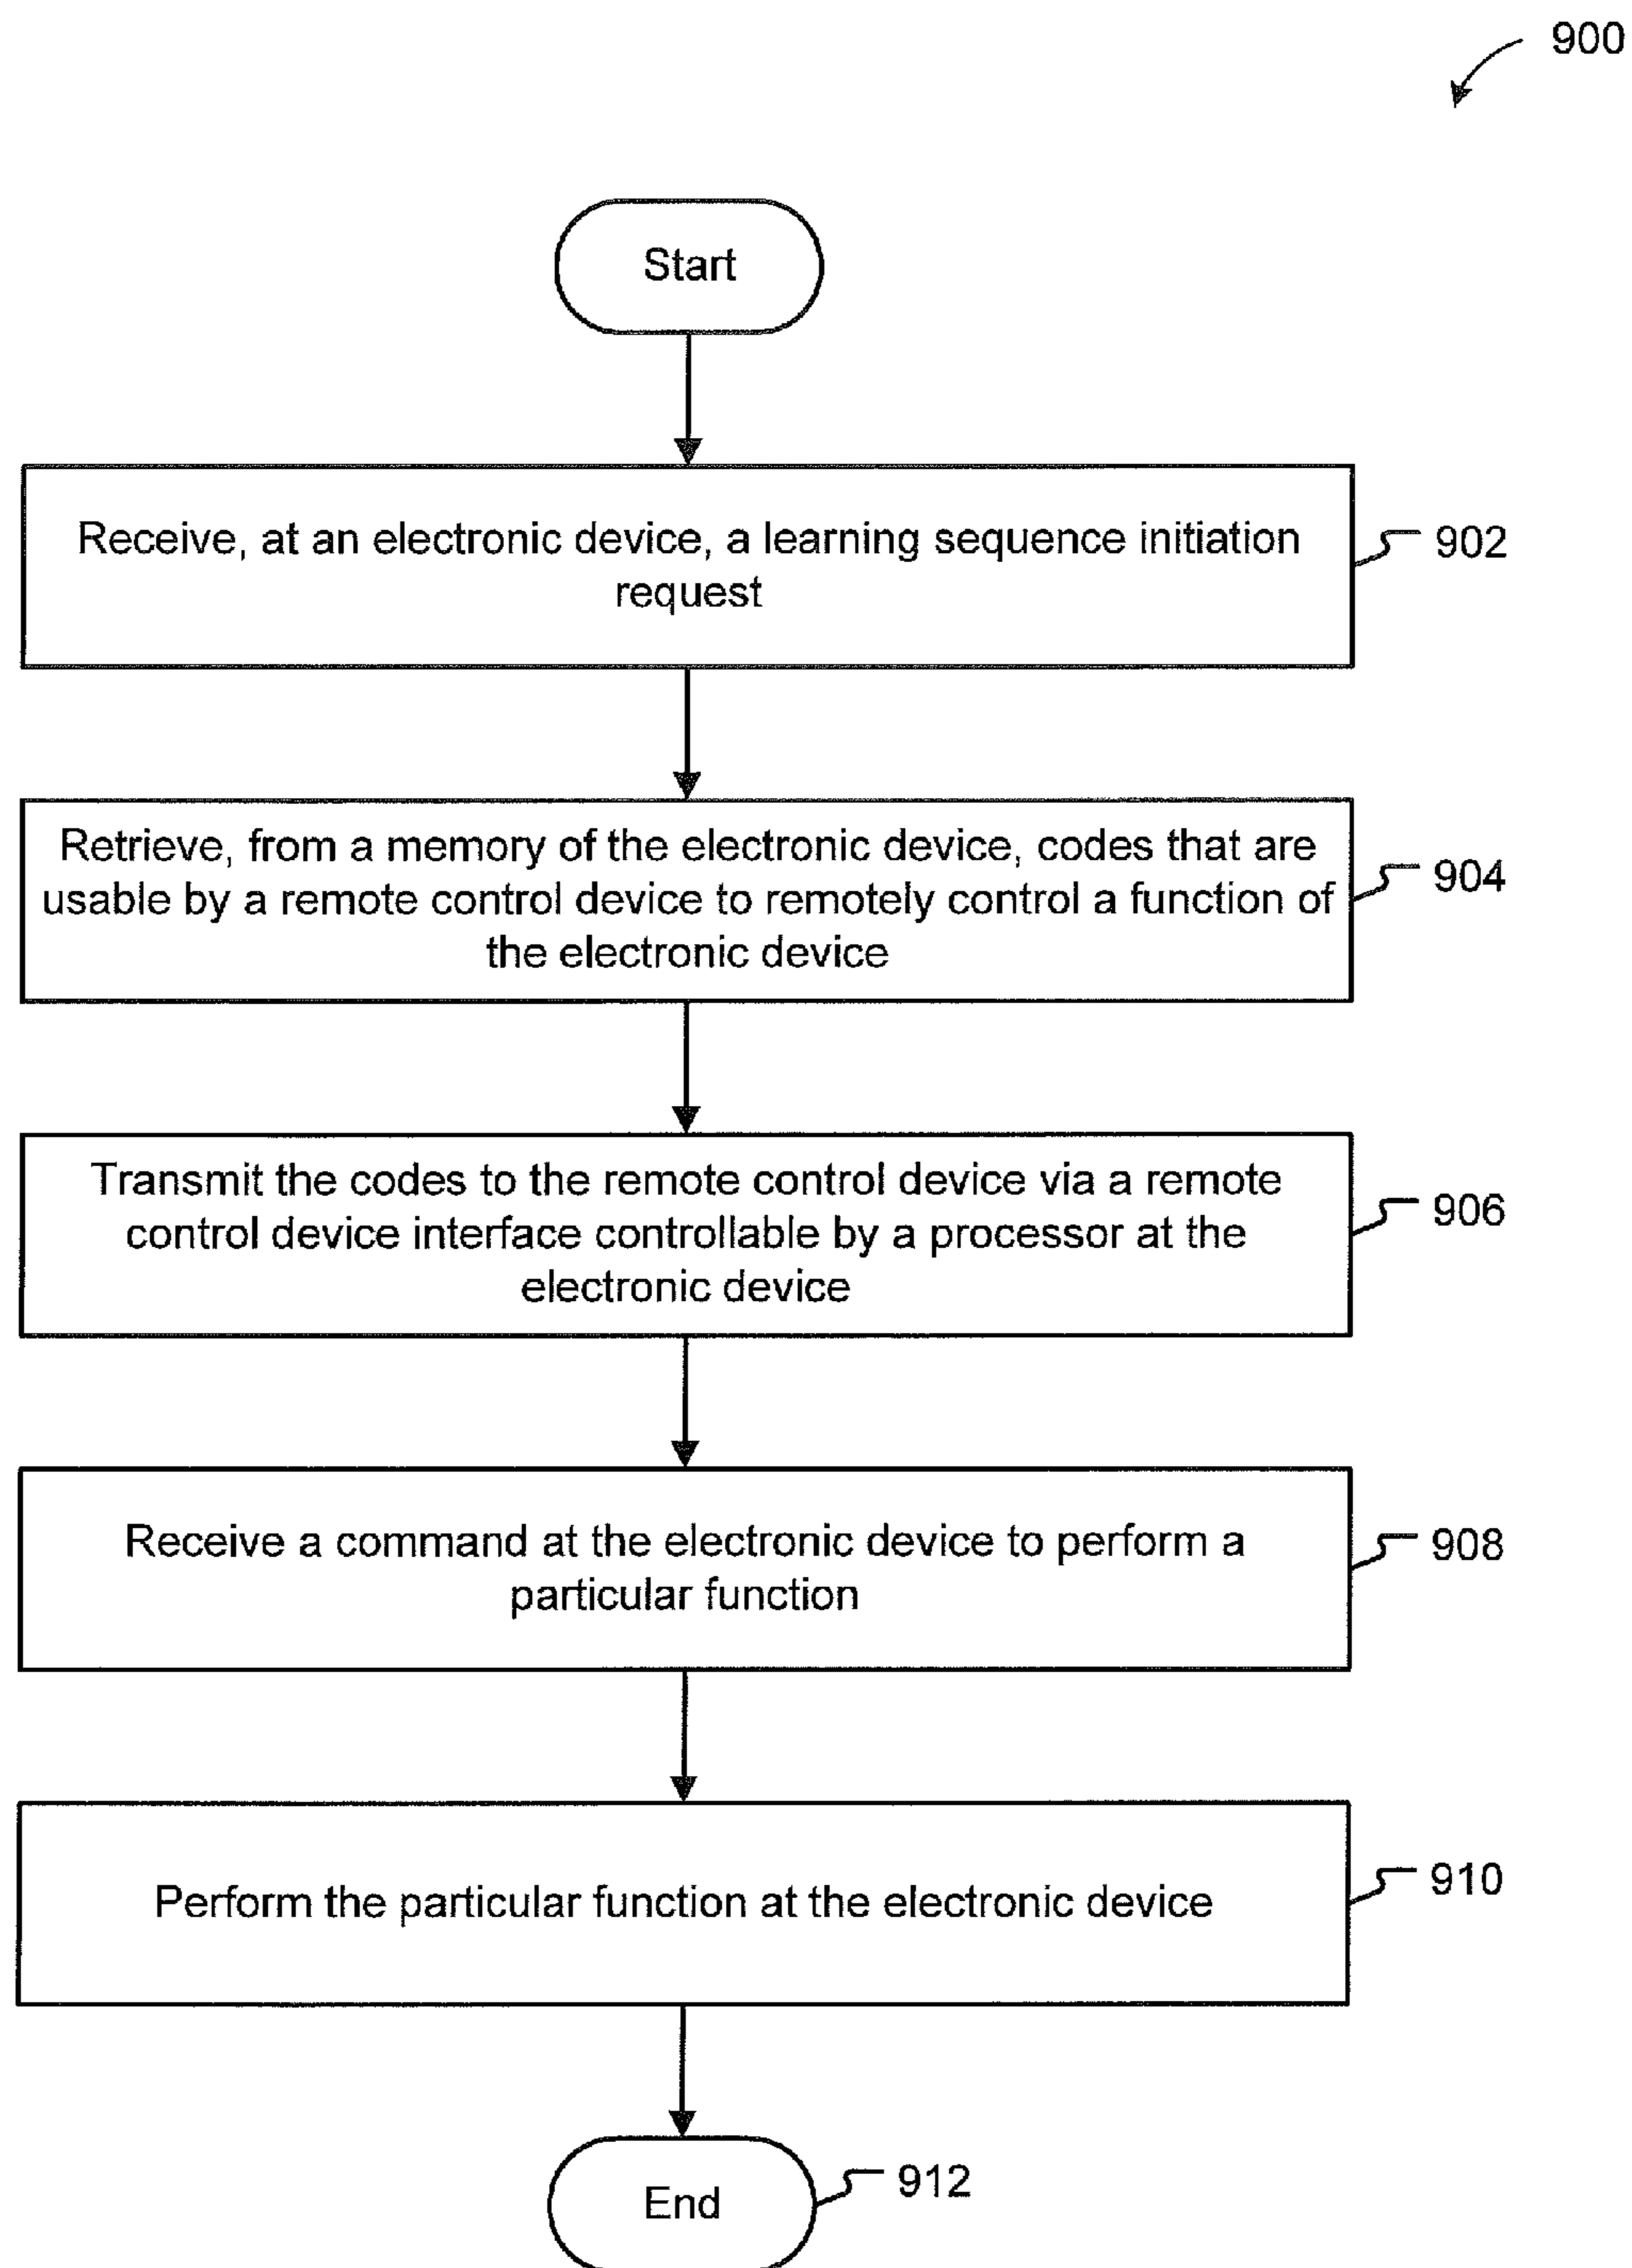 900
Start
Receive, at an electronic device, a learning sequence initiation
request
902
Retrieve, from a memory of the electronic device, codes that are
usable by a remote control device to remotely control a function of
the electronic device
904
Transmit the codes to the remote control device via a remote
control device interface controllable by a processor at the
electronic device
906
Receive a command at the electronic device to perform a
particular function
908
Perform the particular function at the electronic device
910
End
912